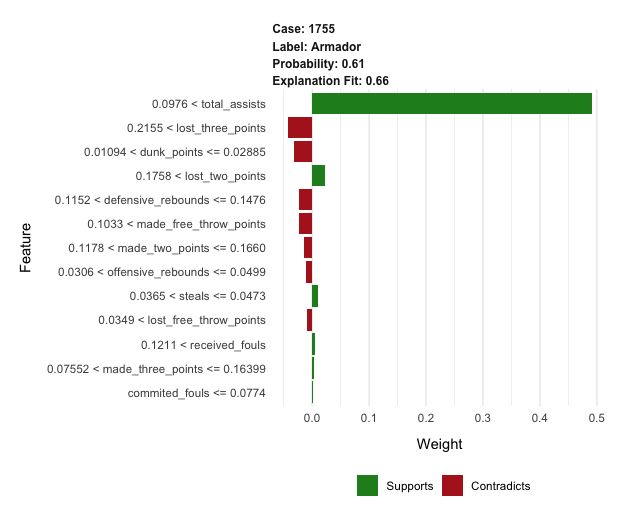 Case: 1755
Label: Armador
Probability: 0.61
Explanation Fit: 0.66
0.0976 < total_assists
0.2155 < lost_three_points
0.01094 < dunk_points <= 0.02885
0.1758 < lost_two_points
0.1152 < defensive_rebounds <= 0.1476
0.1033 < made_free_throw_points
0.1178 < made_two_points <= 0.1660
0.0306 < offensive_rebounds <= 0.0499
0.0365 < steals <= 0.0473
0.0349 < lost_free_throw_points
0.1211 < received_fouls
0.07552 < made_three_points <= 0.16399
commited_fouls <= 0.0774
Feature
0.0 0.1 0.2 0.3 0.4 0.5
Weight
Supports Contradicts